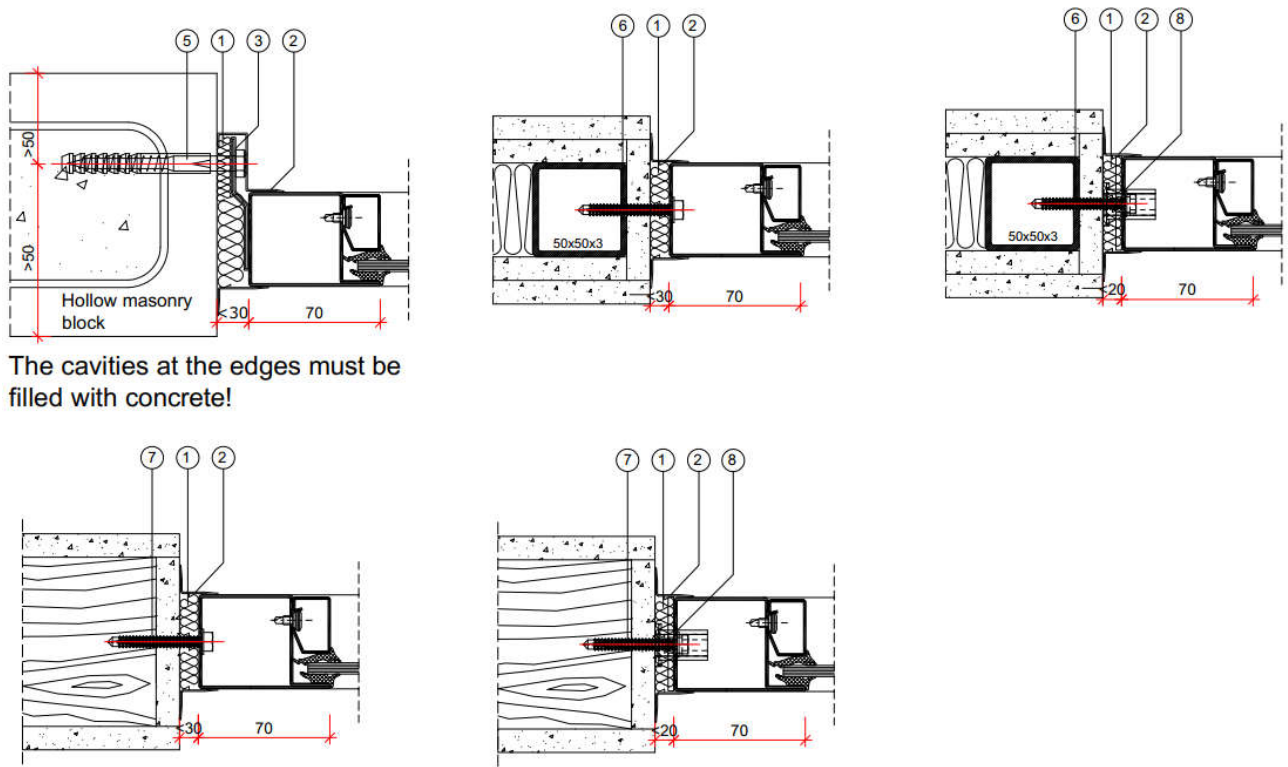 5 1 3 2
6 1 2
6 1 2 8
>50
>50
50x50x3
50x50x3
Hollow masonry
block
<30 70
<30 70
<20 70
The cavities at the edges must be
filled with concrete!
7 1 2
7 1 2 8
<30 70
<20 70